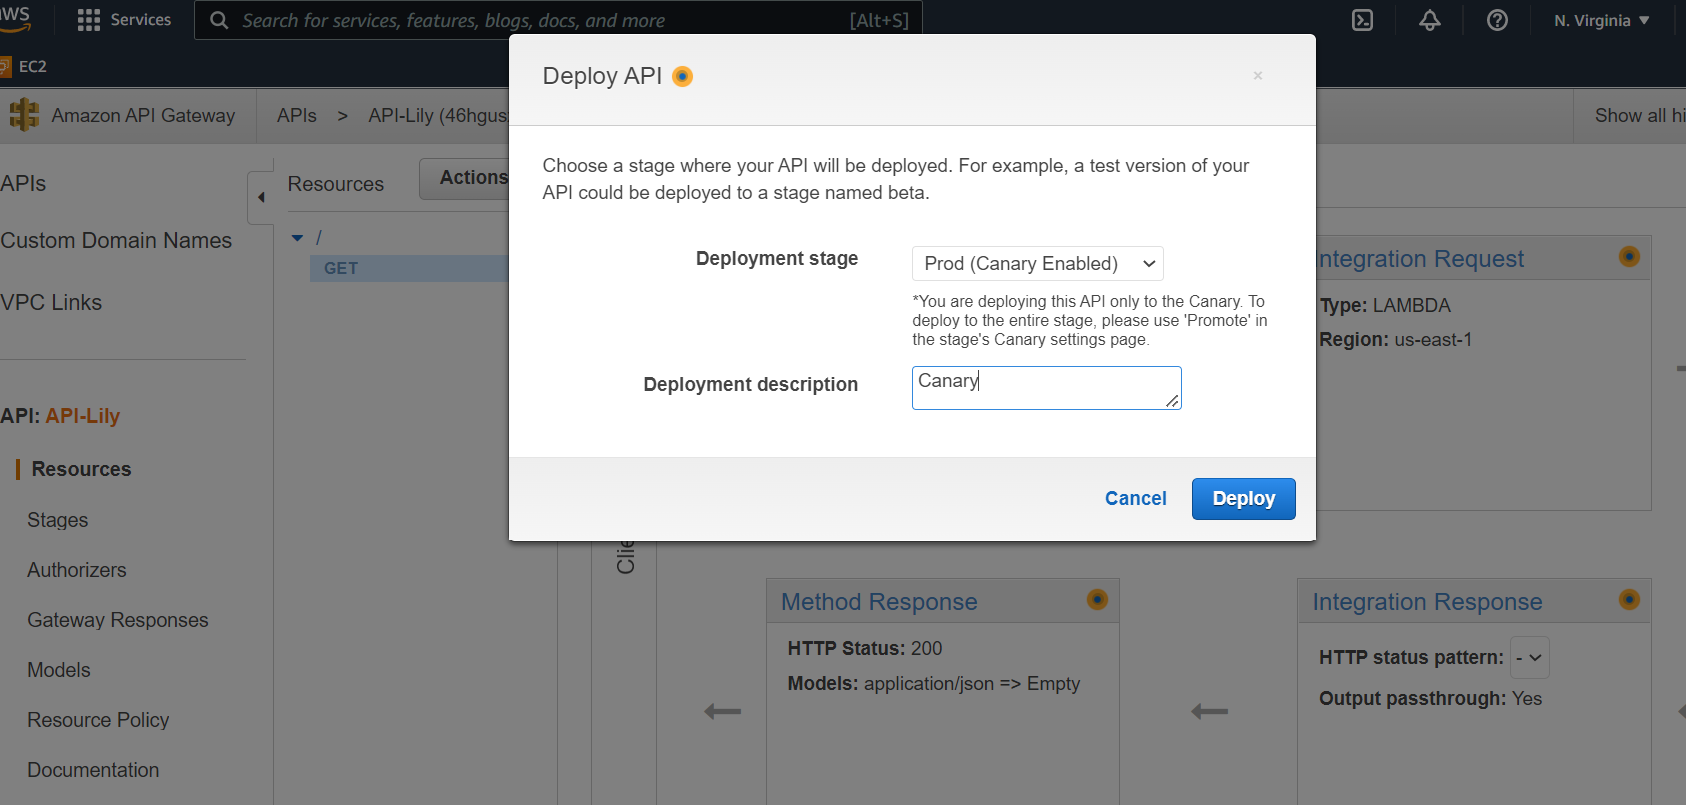 aws
Services
Search for services, features, blogs, docs, and more
[Alt+S]
N. Virginia
EC2
Amazon API Gateway
APIs > API-Lily (46hgus
Show all hi
Deploy API
×
Choose a stage where your API will be deployed. For example, a test version of your
API could be deployed to a stage named beta.
Deployment stage
Prod (Canary Enabled)
*You are deploying this API only to the Canary. To
deploy to the entire stage, please use 'Promote' in
the stage's Canary settings page.
Deployment description
Canary
Cancel
Deploy
APIs
Custom Domain Names
VPC Links
API: API-Lily
Resources
Stages
Authorizers
Gateway Responses
Models
Resource Policy
Documentation
Resources
Actions
/
GET
Clie
ntegration Request
Type: LAMBDA
Region: us-east-1
Method Response
HTTP Status: 200
Models: application/json => Empty
Integration Response
HTTP status pattern: -
Output passthrough: Yes